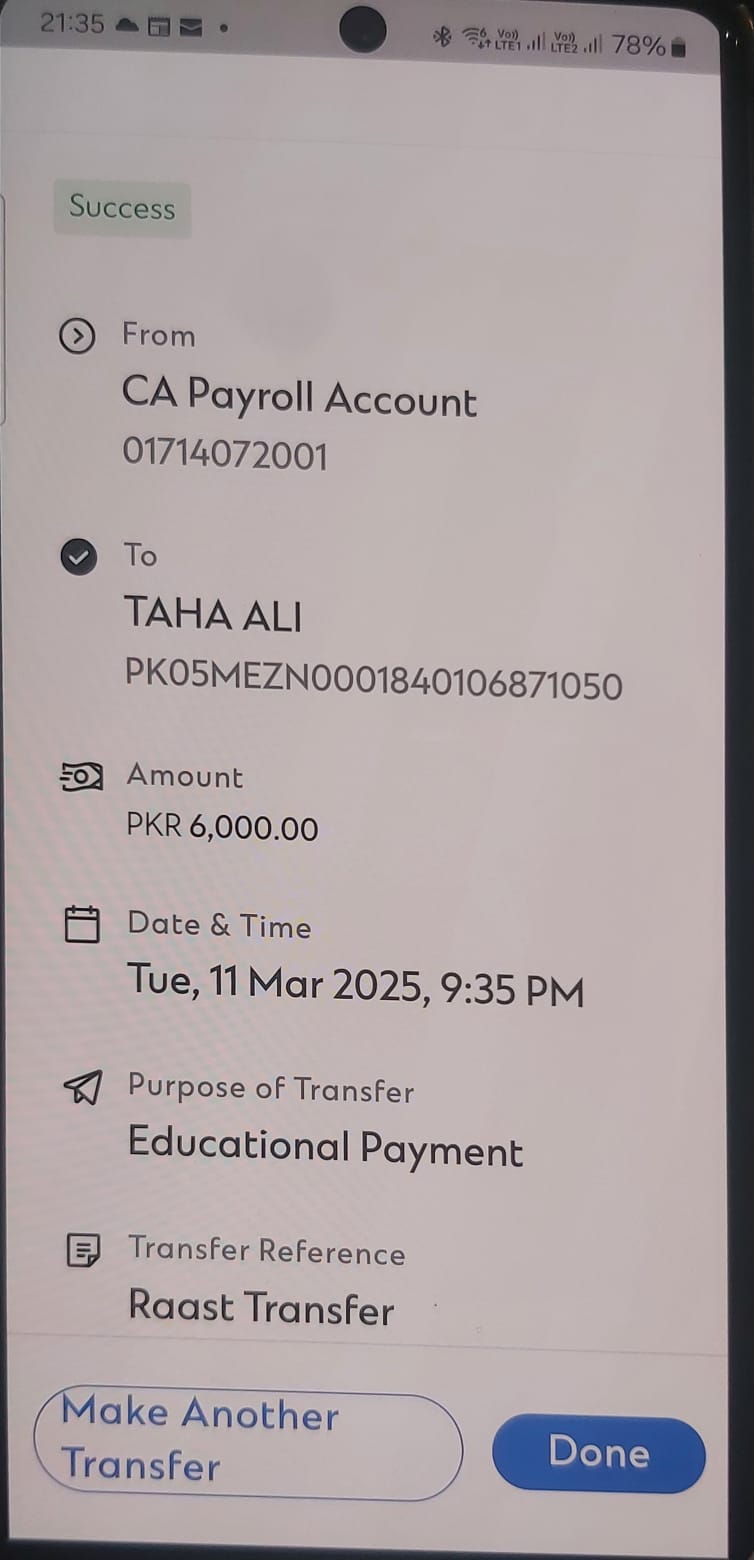 21:35
Vo)) LTE1 Vo)) LTE2 78%
Success
From
CA Payroll Account
01714072001
To
TAHA ALI
PK05MEZN0001840106871050
Amount
PKR 6,000.00
Date & Time
Tue, 11 Mar 2025, 9:35 PM
Purpose of Transfer
Educational Payment
Transfer Reference
Raast Transfer
Make Another
Transfer
Done